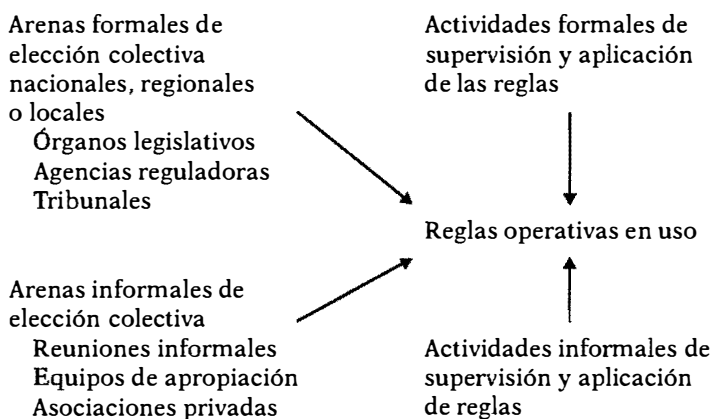 Arenas formales de
elección colectiva
nacionales, regionales
o locales
Órganos legislativos
Agencias reguladoras
Tribunales
Actividades formales de
supervisión y aplicación
de las reglas
Reglas operativas en uso
Arenas informales de
elección colectiva
Reuniones informales
Equipos de apropiación
Asociaciones privadas
Actividades informales de
supervisión y aplicación
de reglas